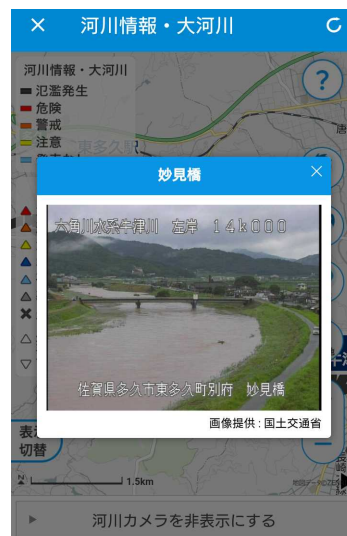 × 河川情報・大河川
河川情報・大河川
氾濫発生
危険
警戒
注意
?
東多久駅
妙見橋 ×
六角川水系牛津川 左岸 14k000
佐賀県多久市東多久町別府 妙見橋
画像提供 : 国土交通省
切替
1.5km
河川カメラを非表示にする